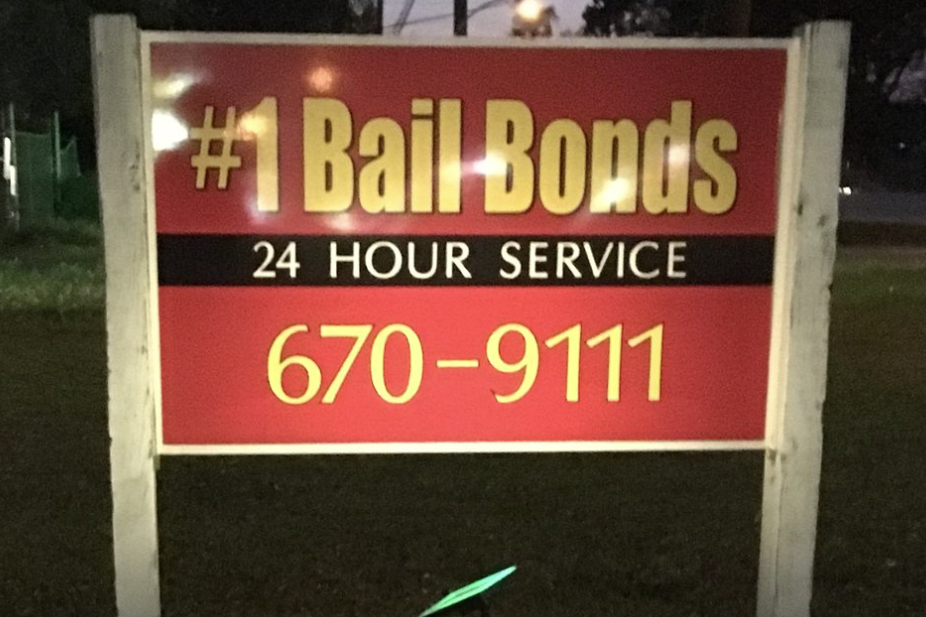 #1 Bail Bonds
24 HOUR SERVICE
670-9111